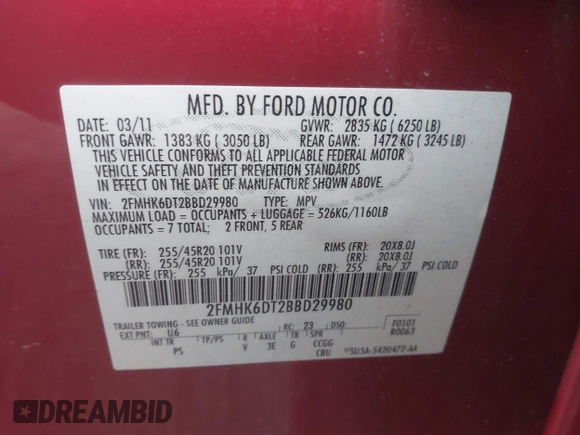 MFD. BY FORD MOTOR CO.
DATE: 03/11 GVWR: 2835 KG ( 6250 LB)
FRONT GAWR: 1383 KG ( 3050 LB) REAR GAWR: 1472 KG ( 3245 LB)
THIS VEHICLE CONFORMS TO ALL APPLICABLE FEDERAL MOTOR
VEHICLE SAFETY AND THEFT PREVENTION STANDARDS
IN EFFECT ON THE DATE OF MANUFACTURE SHOWN ABOVE.
VIN: 2FMHK6DT2BBD29980 TYPE: MPV
MAXIMUM LOAD = OCCUPANTS + LUGGAGE = 526KG/1160LB
OCCUPANTS = 7 TOTAL; 2 FRONT, 5 REAR
TIRE (FR): 255/45R20 101V RIMS (FR): 20X8.0J
(RR): 255/45R20 101V (RR): 20X8.0J
PRESSURE (FR): 255 kPa/ 37 PSI COLD (RR): 255 kPa/ 37 PSI COLD
2FMHK6DT2BBD29980
TRAILER TOWING - SEE OWNER GUIDE
EXT PNT: U6 RC: 23 DSO: F0101
R0063
INT TR TP/PS R AXLE TR SPR
P5 V 3E G CCGG
CBU 5U5A-5420472-AA
DREAMBID